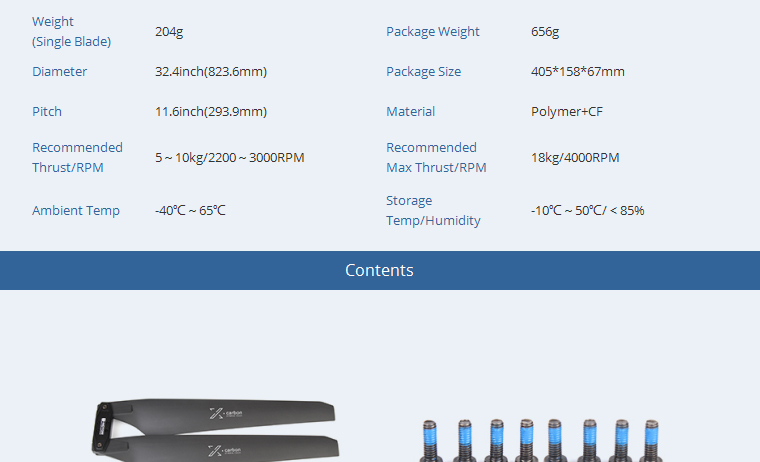 Weight
(Single Blade)
204g
Package Weight
656g
Diameter
32.4inch(823.6mm)
Package Size
405*158*67mm
Pitch
11.6inch(293.9mm)
Material
Polymer+CF
Recommended
Thrust/RPM
5～10kg/2200～3000RPM
Recommended
Max Thrust/RPM
18kg/4000RPM
Ambient Temp
-40℃～65℃
Storage
Temp/Humidity
-10℃～50℃/ < 85%
Contents
X-carbon
X-carbon